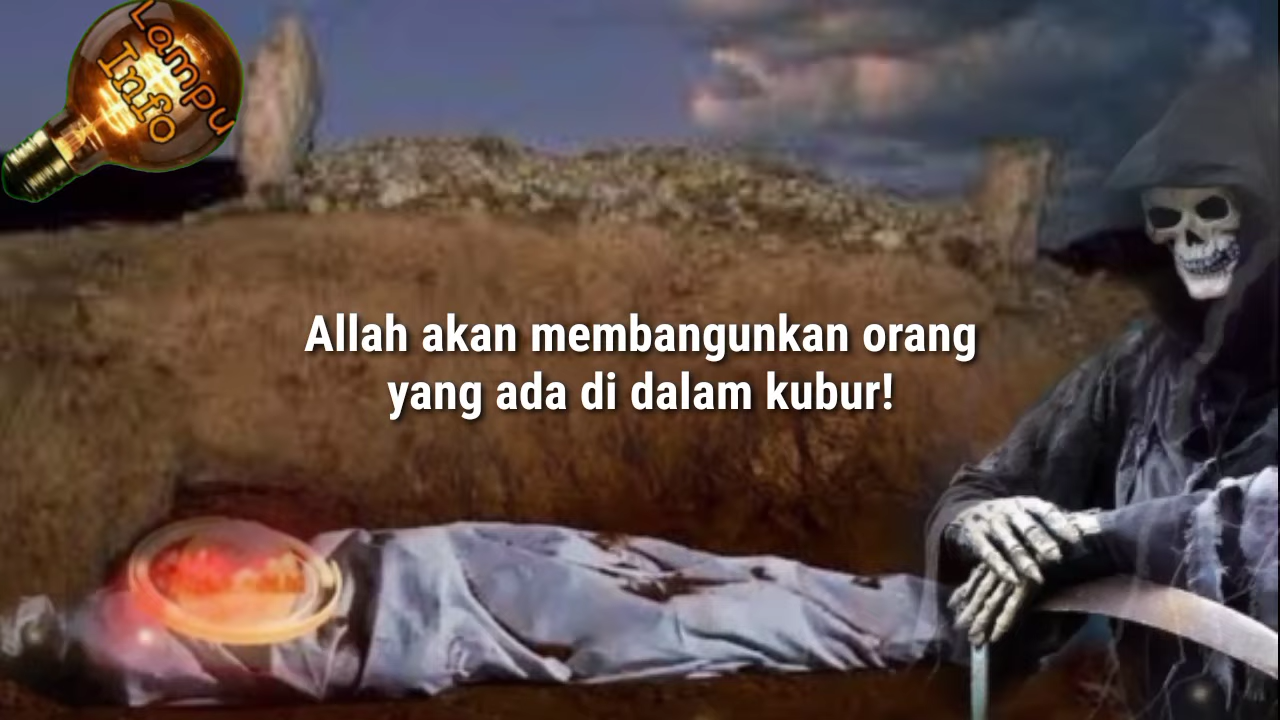 Lampu
Info
Allah akan membangunkan orang
yang ada di dalam kubur!